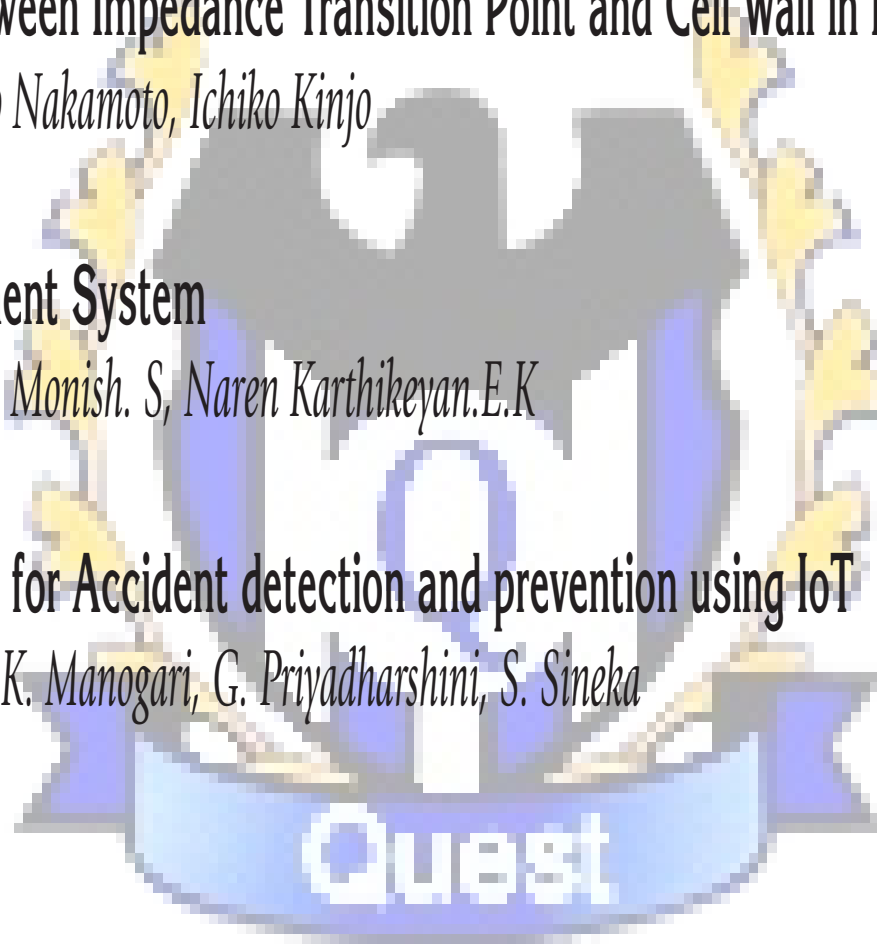 ween Impedance Transition Point and Cell Wall in
Nakamoto, Ichiko Kinjo
ent System
Monish. S, Naren Karthikeyan.E.K
for Accident detection and prevention using IoT
K. Manogari, G. Priyadharshini, S. Sineka
Q
Quest